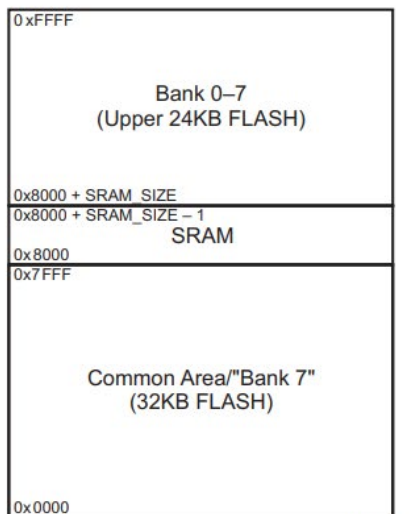 0xFFFF
Bank 0–7
(Upper 24KB FLASH)
0x8000 + SRAM_SIZE
0x8000 + SRAM_SIZE – 1
SRAM
0x8000
0x7FFF
Common Area/"Bank 7"
(32KB FLASH)
0x0000